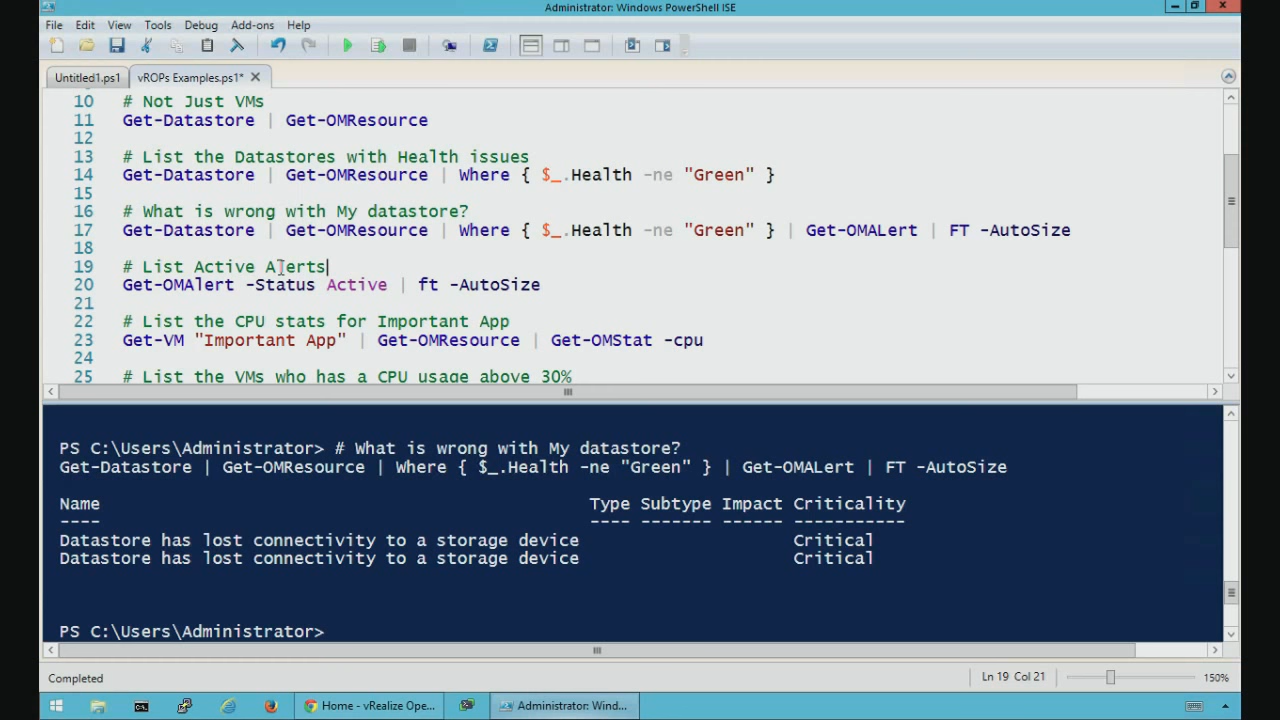 Administrator: Windows PowerShell ISE
File Edit View Tools Debug Add-ons Help
Untitled1.ps1 vROPs Examples.ps1*
10 # Not Just VMs
11 Get-Datastore | Get-OMResource
12
13 # List the Datastores with Health issues
14 Get-Datastore | Get-OMResource | Where { $_.Health -ne "Green" }
15
16 # What is wrong with My datastore?
17 Get-Datastore | Get-OMResource | Where { $_.Health -ne "Green" } | Get-OMALert | FT -AutoSize
18
19 # List Active Alerts
20 Get-OMAlert -Status Active | ft -AutoSize
21
22 # List the CPU stats for Important App
23 Get-VM "Important App" | Get-OMResource | Get-OMStat -cpu
24
25 # List the VMs who has a CPU usage above 30%
PS C:\Users\Administrator> # What is wrong with My datastore?
Get-Datastore | Get-OMResource | Where { $_.Health -ne "Green" } | Get-OMALert | FT -AutoSize
Name Type Subtype Impact Criticality
---- ---- ------- ------ -----------
Datastore has lost connectivity to a storage device Critical
Datastore has lost connectivity to a storage device Critical
PS C:\Users\Administrator>
Completed Ln 19 Col 21 150%
Home - vRealize Ope... Administrator: Wind...